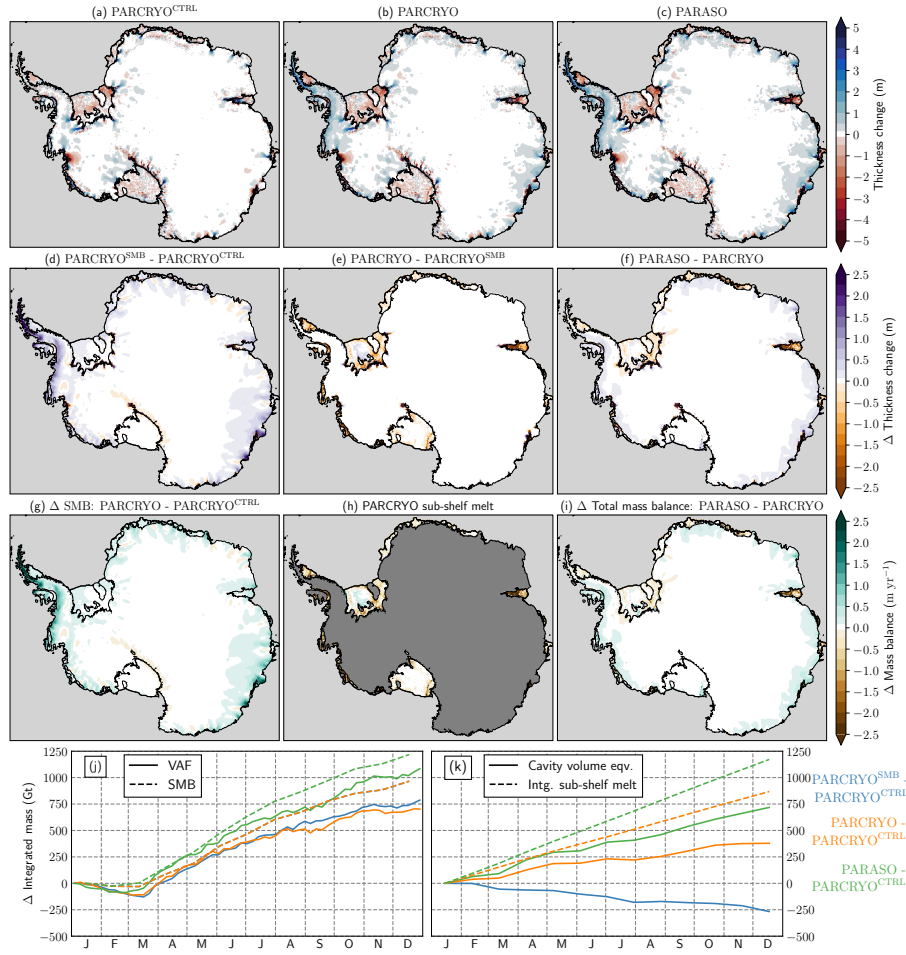 (a) PARCRYO^CTRL
(b) PARCRYO
(c) PARASO
5
4
3
2
1
0
−1
−2
−3
−4
−5
Thickness change (m)
(d) PARCRYO^SMB - PARCRYO^CTRL
(e) PARCRYO - PARCRYO^SMB
(f) PARASO - PARCRYO
2.5
2.0
1.5
1.0
0.5
0.0
−0.5
−1.0
−1.5
−2.0
−2.5
Δ Thickness change (m)
(g) Δ SMB: PARCRYO - PARCRYO^CTRL
(h) PARCRYO sub-shelf melt
(i) Δ Total mass balance: PARASO - PARCRYO
2.5
2.0
1.5
1.0
0.5
0.0
−0.5
−1.0
−1.5
−2.0
−2.5
Δ Mass balance (m yr⁻¹)
1250
1000
750
500
250
0
−250
−500
Δ Integrated mass (Gt)
(j)
VAF
SMB
J F M A M J J A S O N D
(k)
Cavity volume eqv.
Intg. sub-shelf melt
J F M A M J J A S O N D
1250
1000
750
500
250
0
−250
−500
PARCRYO^SMB -
PARCRYO^CTRL
PARCRYO -
PARCRYO^CTRL
PARASO -
PARCRYO^CTRL